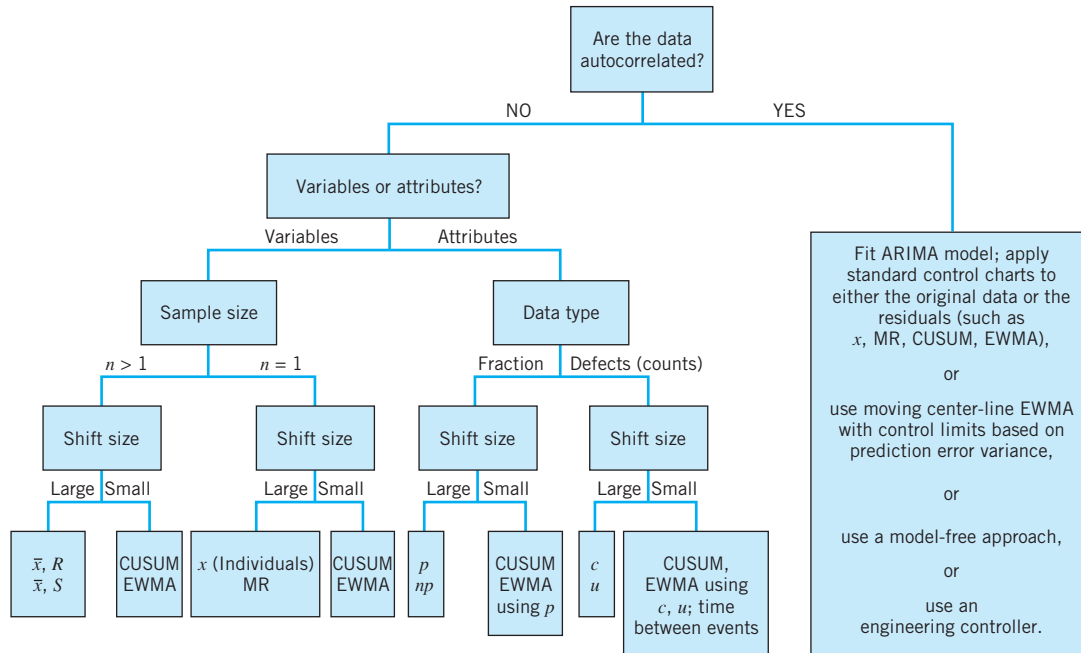 Are the data
autocorrelated?
NO
YES
Variables or attributes?
Variables
Attributes
Sample size
Data type
n > 1
n = 1
Fraction
Defects (counts)
Shift size
Shift size
Shift size
Shift size
Large
Small
Large
Small
Large
Small
Large
Small
x̄, R
x̄, S
CUSUM
EWMA
x (Individuals)
MR
CUSUM
EWMA
p
np
CUSUM
EWMA
using p
c
u
CUSUM,
EWMA using
c, u; time
between events
Fit ARIMA model; apply
standard control charts to
either the original data or the
residuals (such as
x, MR, CUSUM, EWMA),
or
use moving center-line EWMA
with control limits based on
prediction error variance,
or
use a model-free approach,
or
use an
engineering controller.